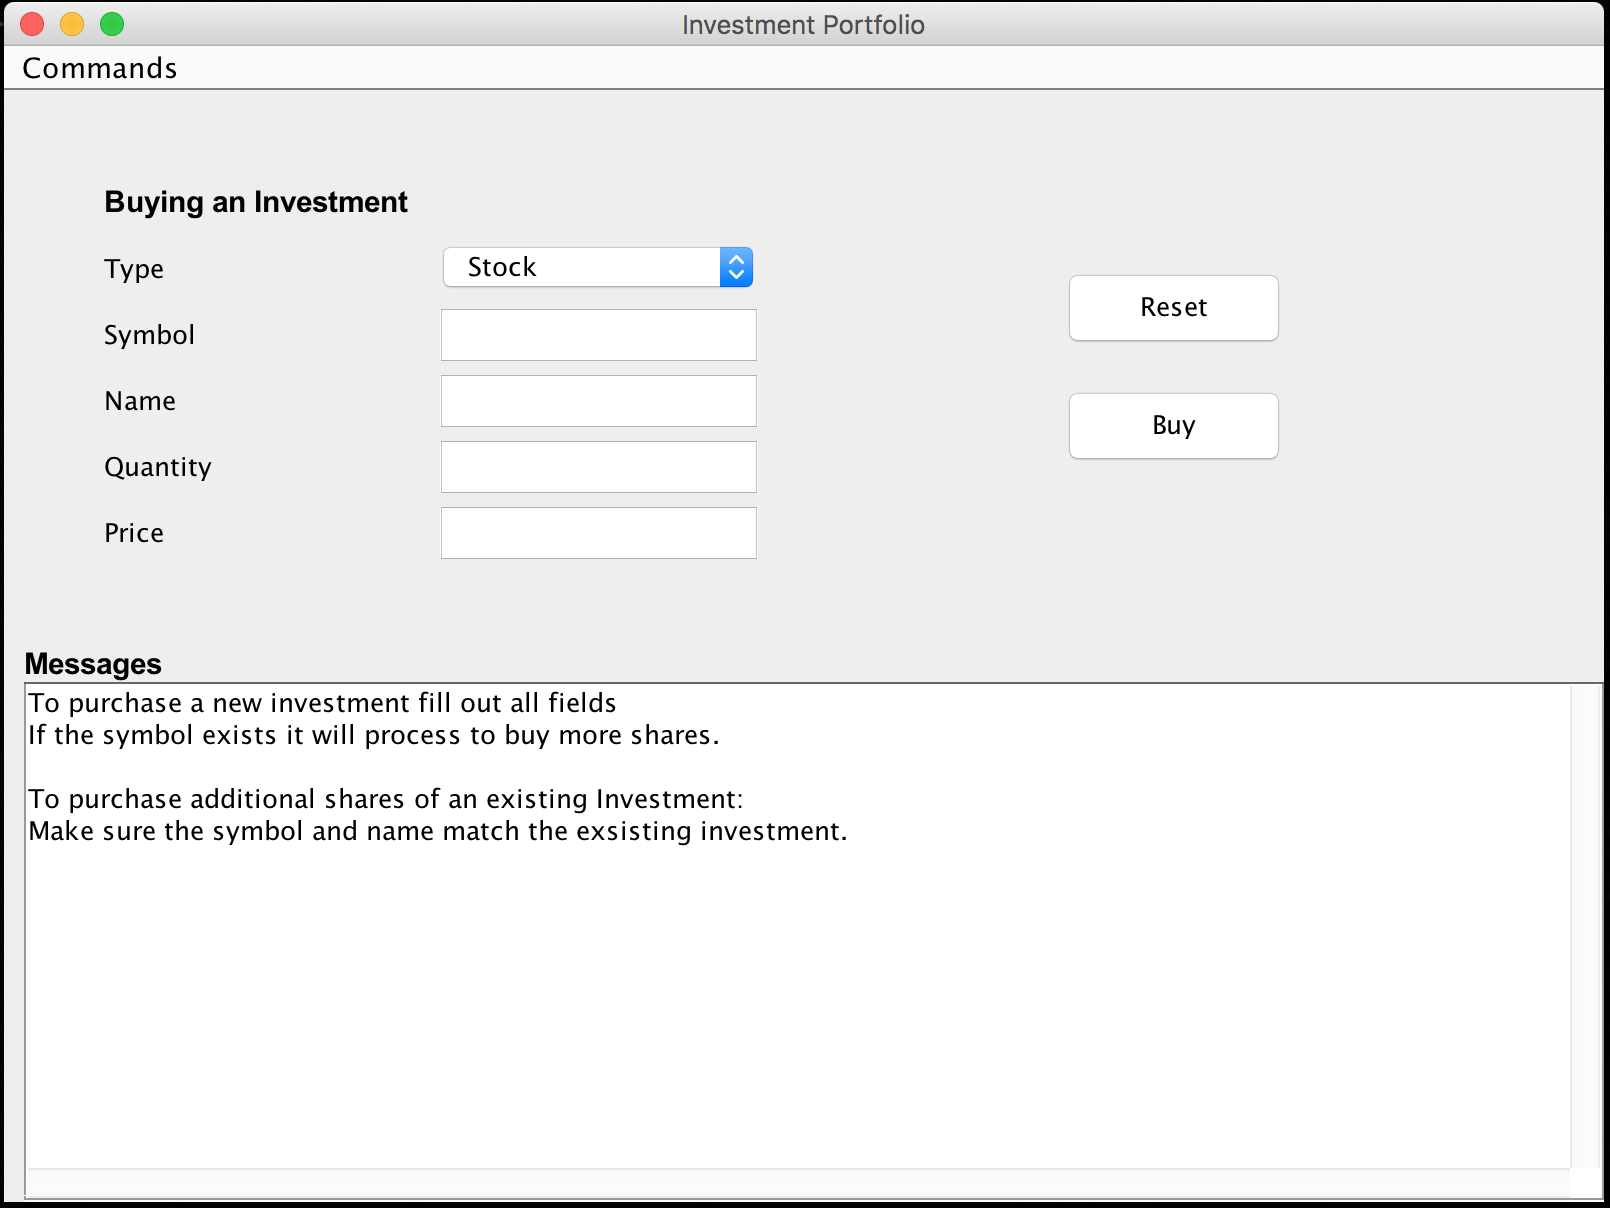 Investment Portfolio
Commands
Buying an Investment
Type
Stock
Symbol
Name
Quantity
Price
Reset
Buy
Messages
To purchase a new investment fill out all fields
If the symbol exists it will process to buy more shares.
To purchase additional shares of an existing Investment:
Make sure the symbol and name match the exsisting investment.